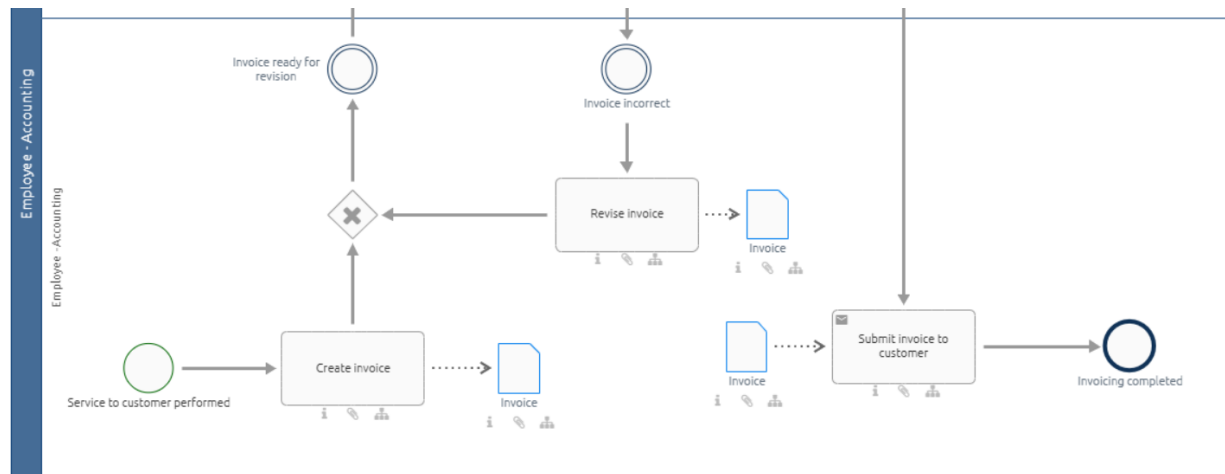 Employee - Accounting
Employee - Accounting
Invoice ready for
revision
Invoice incorrect
Revise invoice
Invoice
Service to customer performed
Create invoice
Invoice
Invoice
Submit invoice to
customer
Invoicing completed